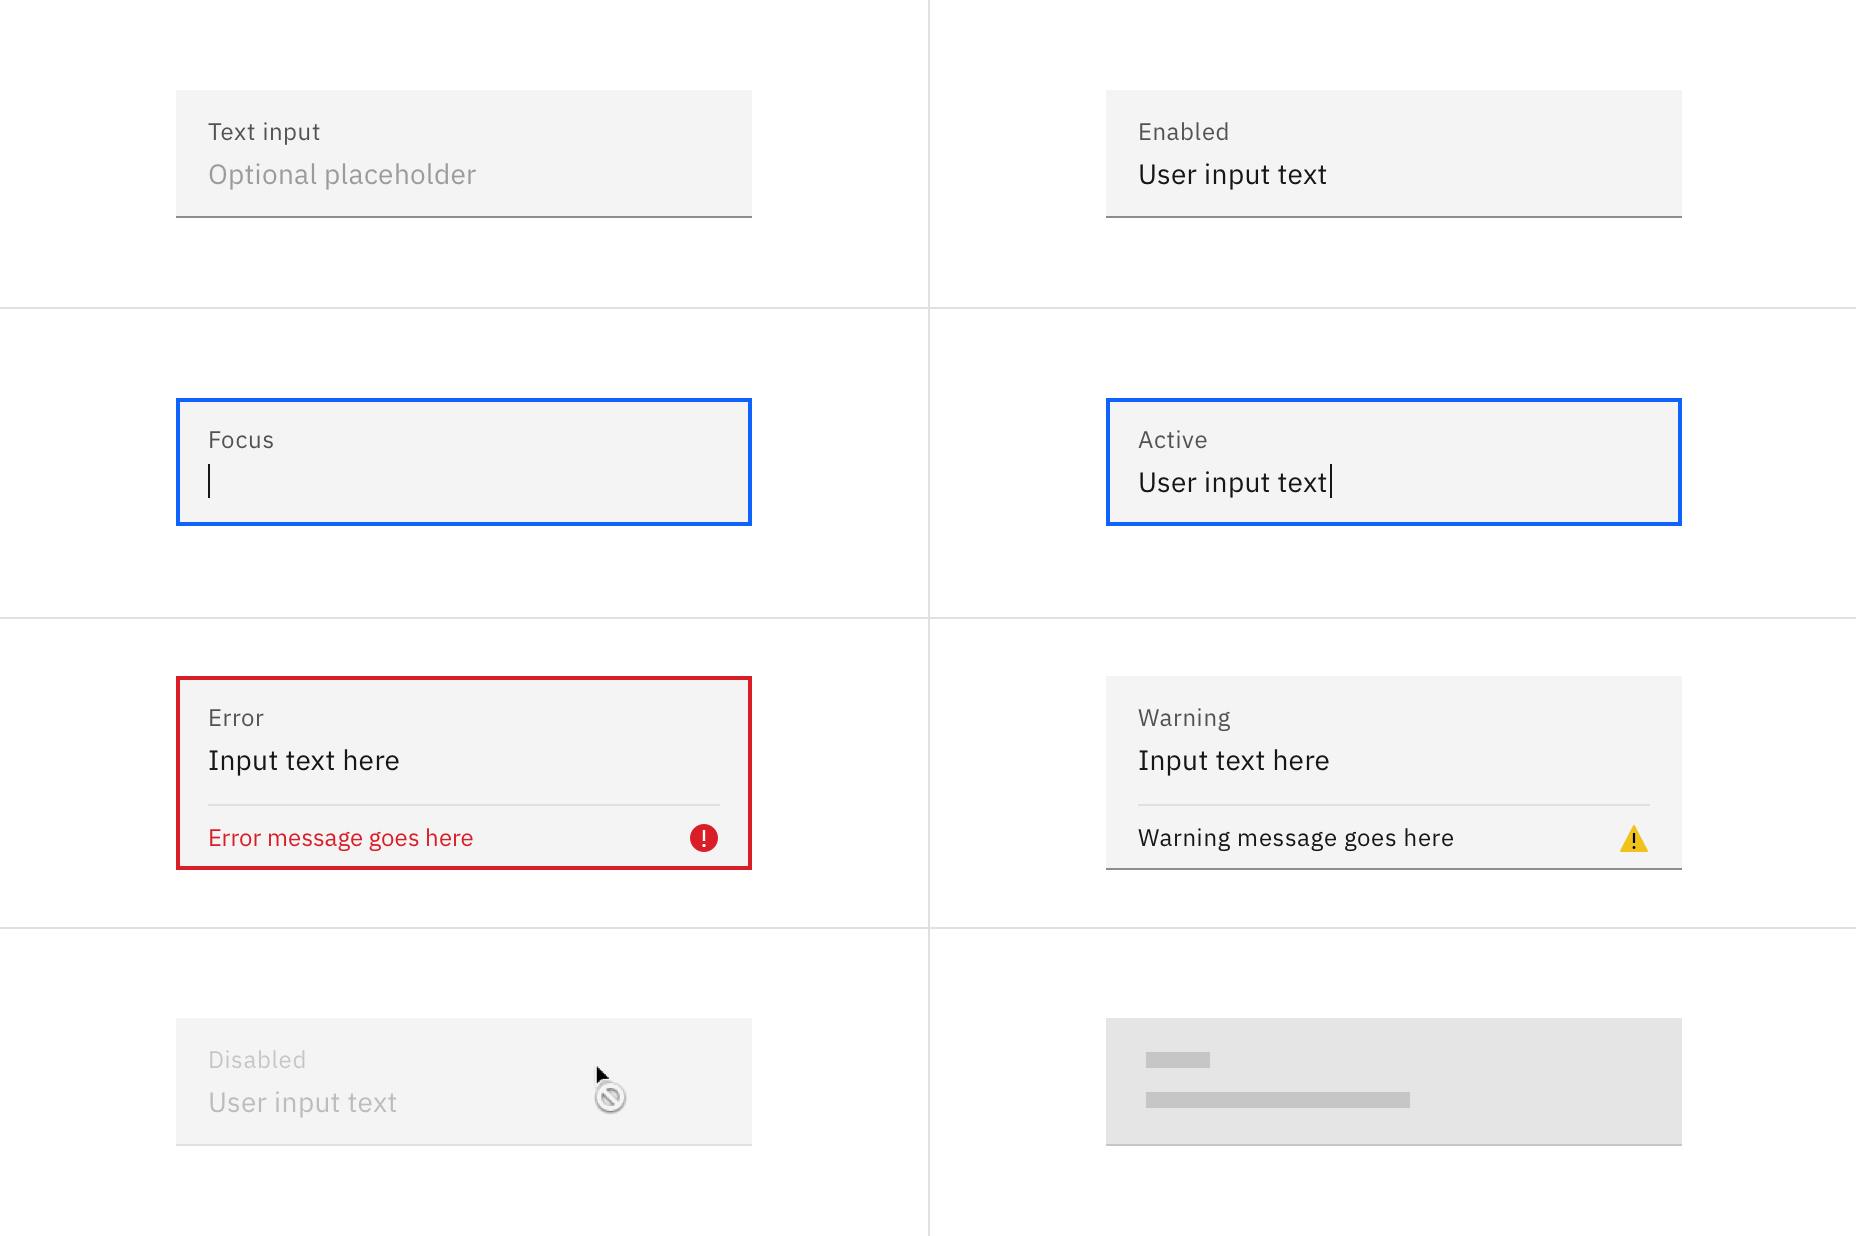 Text input
Optional placeholder
Enabled
User input text
Focus
Active
User input text
Error
Input text here
Error message goes here
Warning
Input text here
Warning message goes here
Disabled
User input text